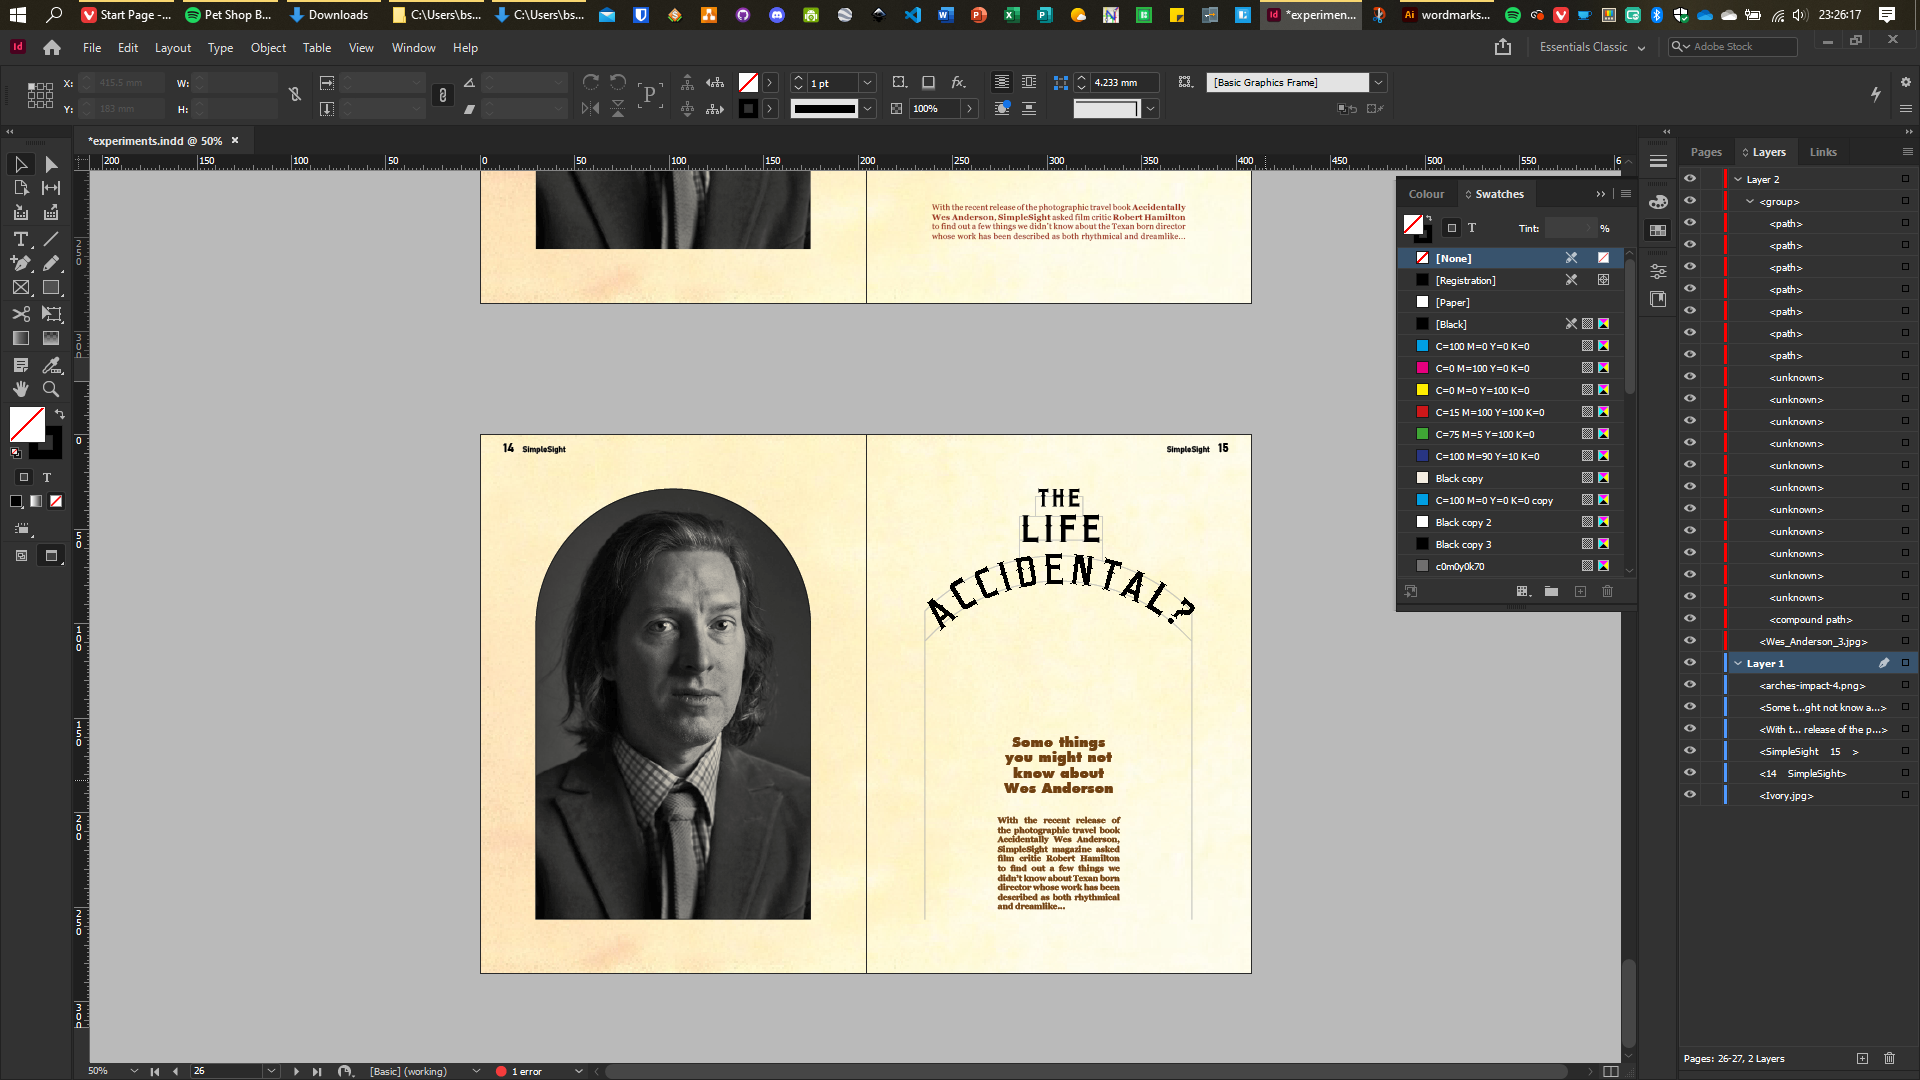 Start Page -...
Pet Shop B...
Downloads
C:\Users\bs...
C:\Users\bs...
*experimen...
wordmarks...
23:26:17
File Edit Layout Type Object Table View Window Help
Essentials Classic
Adobe Stock
X: 415.5 mm
W:
1 pt
4.233 mm
[Basic Graphics Frame]
Y: 183 mm
H:
100%
*experiments.indd @ 50%
200 150 100 50 0 50 100 150 200 250 300 350 400 450 500 550 6
Pages Layers Links
Colour Swatches
Tint: %
[None]
[Registration]
[Paper]
[Black]
C=100 M=0 Y=0 K=0
C=0 M=100 Y=0 K=0
C=0 M=0 Y=100 K=0
C=15 M=100 Y=100 K=0
C=75 M=5 Y=100 K=0
C=100 M=90 Y=10 K=0
Black copy
C=100 M=0 Y=0 K=0 copy
Black copy 2
Black copy 3
c0m0y0k70
Layer 2
<group>
<path>
<path>
<path>
<path>
<path>
<path>
<path>
<unknown>
<unknown>
<unknown>
<unknown>
<unknown>
<unknown>
<unknown>
<unknown>
<unknown>
<unknown>
<unknown>
<compound path>
<Wes_Anderson_3.jpg>
Layer 1
<arches-impact-4.png>
<Some t...ght not know a...>
<With t... release of the p...>
<SimpleSight 15 >
<14 SimpleSight>
<Ivory.jpg>
With the recent release of the photographic travel book Accidentally
Wes Anderson, SimpleSight asked film critic Robert Hamilton
to find out a few things we didn't know about the Texan born director
whose work has been described as both rhythmical and dreamlike...
14 SimpleSight
SimpleSight 15
THE
LIFE
ACCIDENTAL?
Some things
you might not
know about
Wes Anderson
With the recent release of
the photographic travel book
Accidentally Wes Anderson,
SimpleSight magazine asked
film critic Robert Hamilton
to find out a few things we
didn't know about Texan born
director whose work has been
described as both rhythmical
and dreamlike...
50%
26
[Basic] (working)
1 error
Pages: 26-27, 2 Layers